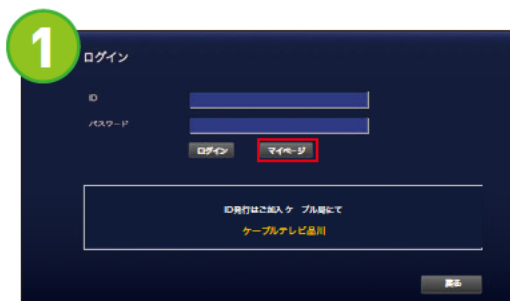 1
ログイン
ID
パスワード
ログイン マイページ
ID発行はご加入ケーブル局にて
ケーブルテレビ品川
戻る